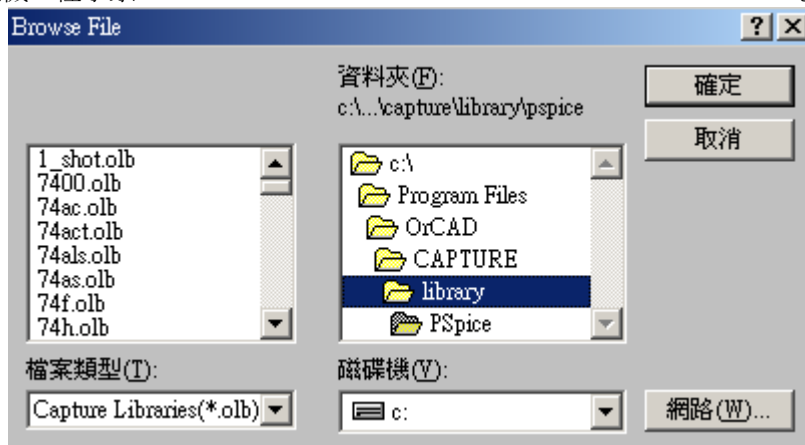 Browse File
資料夾(F):
c:\...\capture\library\pspice
確定
取消
1_shot.olb
7400.olb
74ac.olb
74act.olb
74als.olb
74as.olb
74f.olb
74h.olb
c:\
Program Files
OrCAD
CAPTURE
library
PSpice
檔案類型(T):
Capture Libraries(*.olb)
磁碟機(V):
c:
網路(W)...